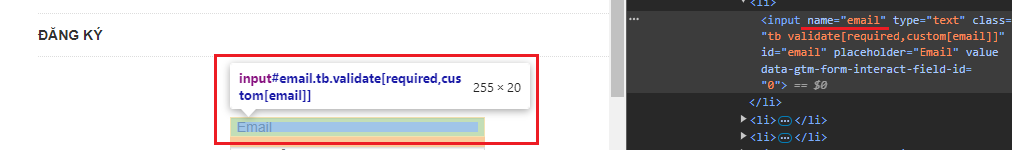 ĐĂNG KÝ
input#email.tb.validate[required,cus
tom[email]]
255 × 20
Email
<li>
<input name="email" type="text" class=
"tb validate[required,custom[email]]"
id="email" placeholder="Email" value
data-gtm-form-interact-field-id=
"0"> == $0
</li>
<li>…</li>
<li>…</li>